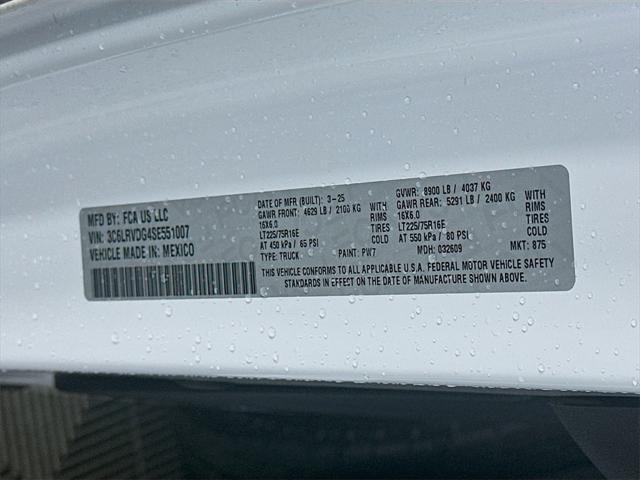 MFD BY: FCA US LLC
VIN: 3C6LRVDG4SE551007
VEHICLE MADE IN: MEXICO
DATE OF MFR (BUILT): 3-25
GAWR FRONT: 4629 LB / 2100 KG WITH
16X6.0 RIMS
LT225/75R16E TIRES
AT 450 kPa / 65 PSI COLD
TYPE: TRUCK PAINT: PW7
GVWR: 8900 LB / 4037 KG
GAWR REAR: 5291 LB / 2400 KG WITH
16X6.0 RIMS
LT225/75R16E TIRES
AT 550 kPa / 80 PSI COLD
MDH: 032609 MKT: 875
THIS VEHICLE CONFORMS TO ALL APPLICABLE U.S.A. FEDERAL MOTOR VEHICLE SAFETY
STANDARDS IN EFFECT ON THE DATE OF MANUFACTURE SHOWN ABOVE.